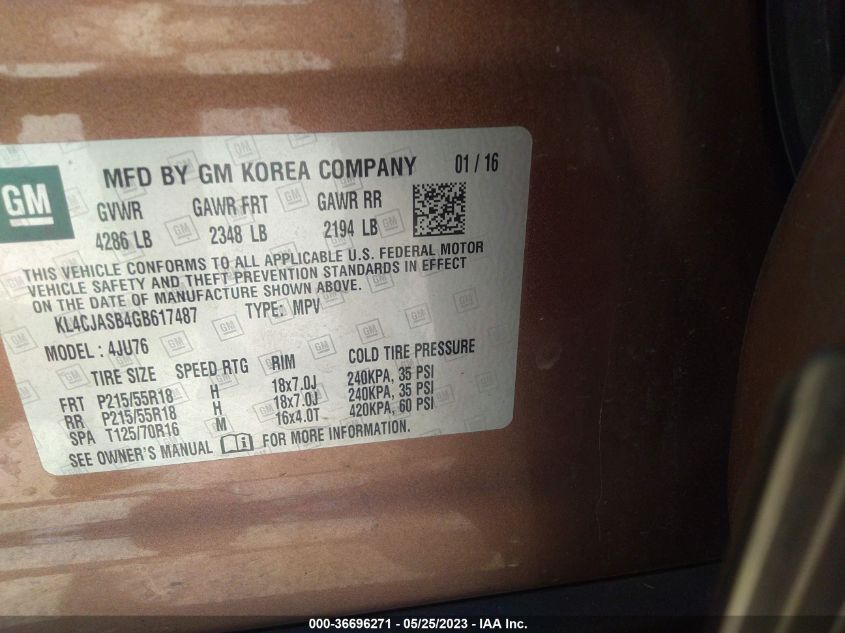 GM
MFD BY GM KOREA COMPANY 01 / 16
GVWR GAWR FRT GAWR RR
4286 LB 2348 LB 2194 LB
THIS VEHICLE CONFORMS TO ALL APPLICABLE U.S. FEDERAL MOTOR
VEHICLE SAFETY AND THEFT PREVENTION STANDARDS IN EFFECT
ON THE DATE OF MANUFACTURE SHOWN ABOVE.
KL4CJASB4GB617487 TYPE: MPV
MODEL: 4JU76
TIRE SIZE SPEED RTG RIM COLD TIRE PRESSURE
FRT P215/55R18 H 18x7.0J 240KPA, 35 PSI
RR P215/55R18 H 18x7.0J 240KPA, 35 PSI
SPA T125/70R16 M 16x4.0T 420KPA, 60 PSI
SEE OWNER'S MANUAL FOR MORE INFORMATION.
000-36696271 - 05/25/2023 - IAA Inc.